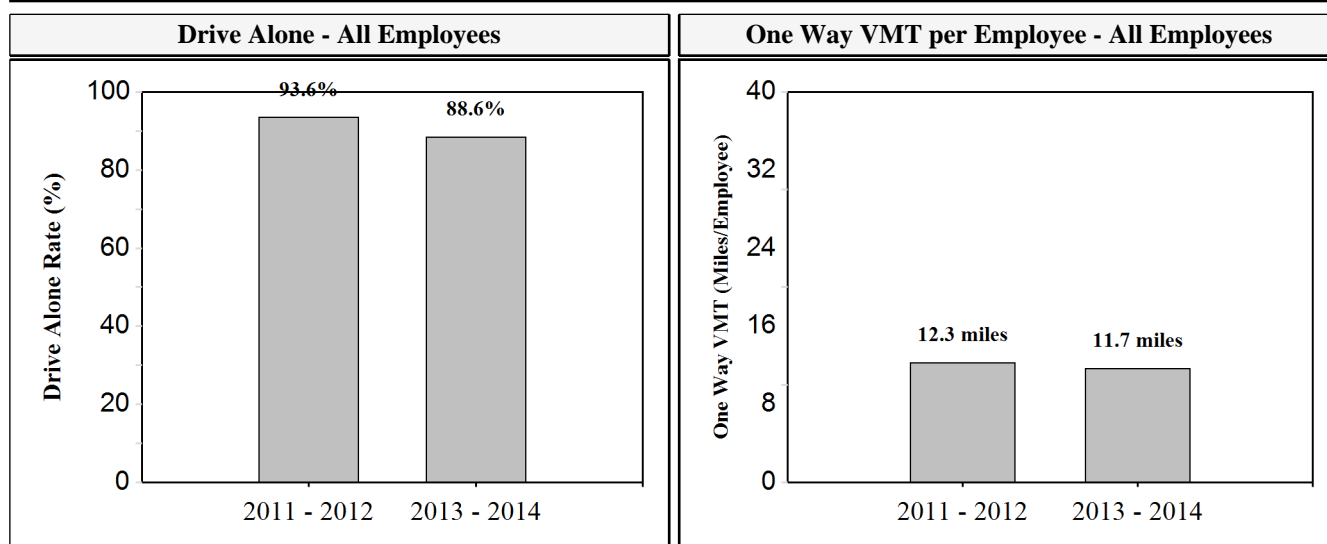 Drive Alone - All Employees
One Way VMT per Employee - All Employees
Drive Alone Rate (%)
100
80
60
40
20
0
93.6%
88.6%
2011 - 2012
2013 - 2014
One Way VMT (Miles/Employee)
40
32
24
16
8
0
12.3 miles
11.7 miles
2011 - 2012
2013 - 2014